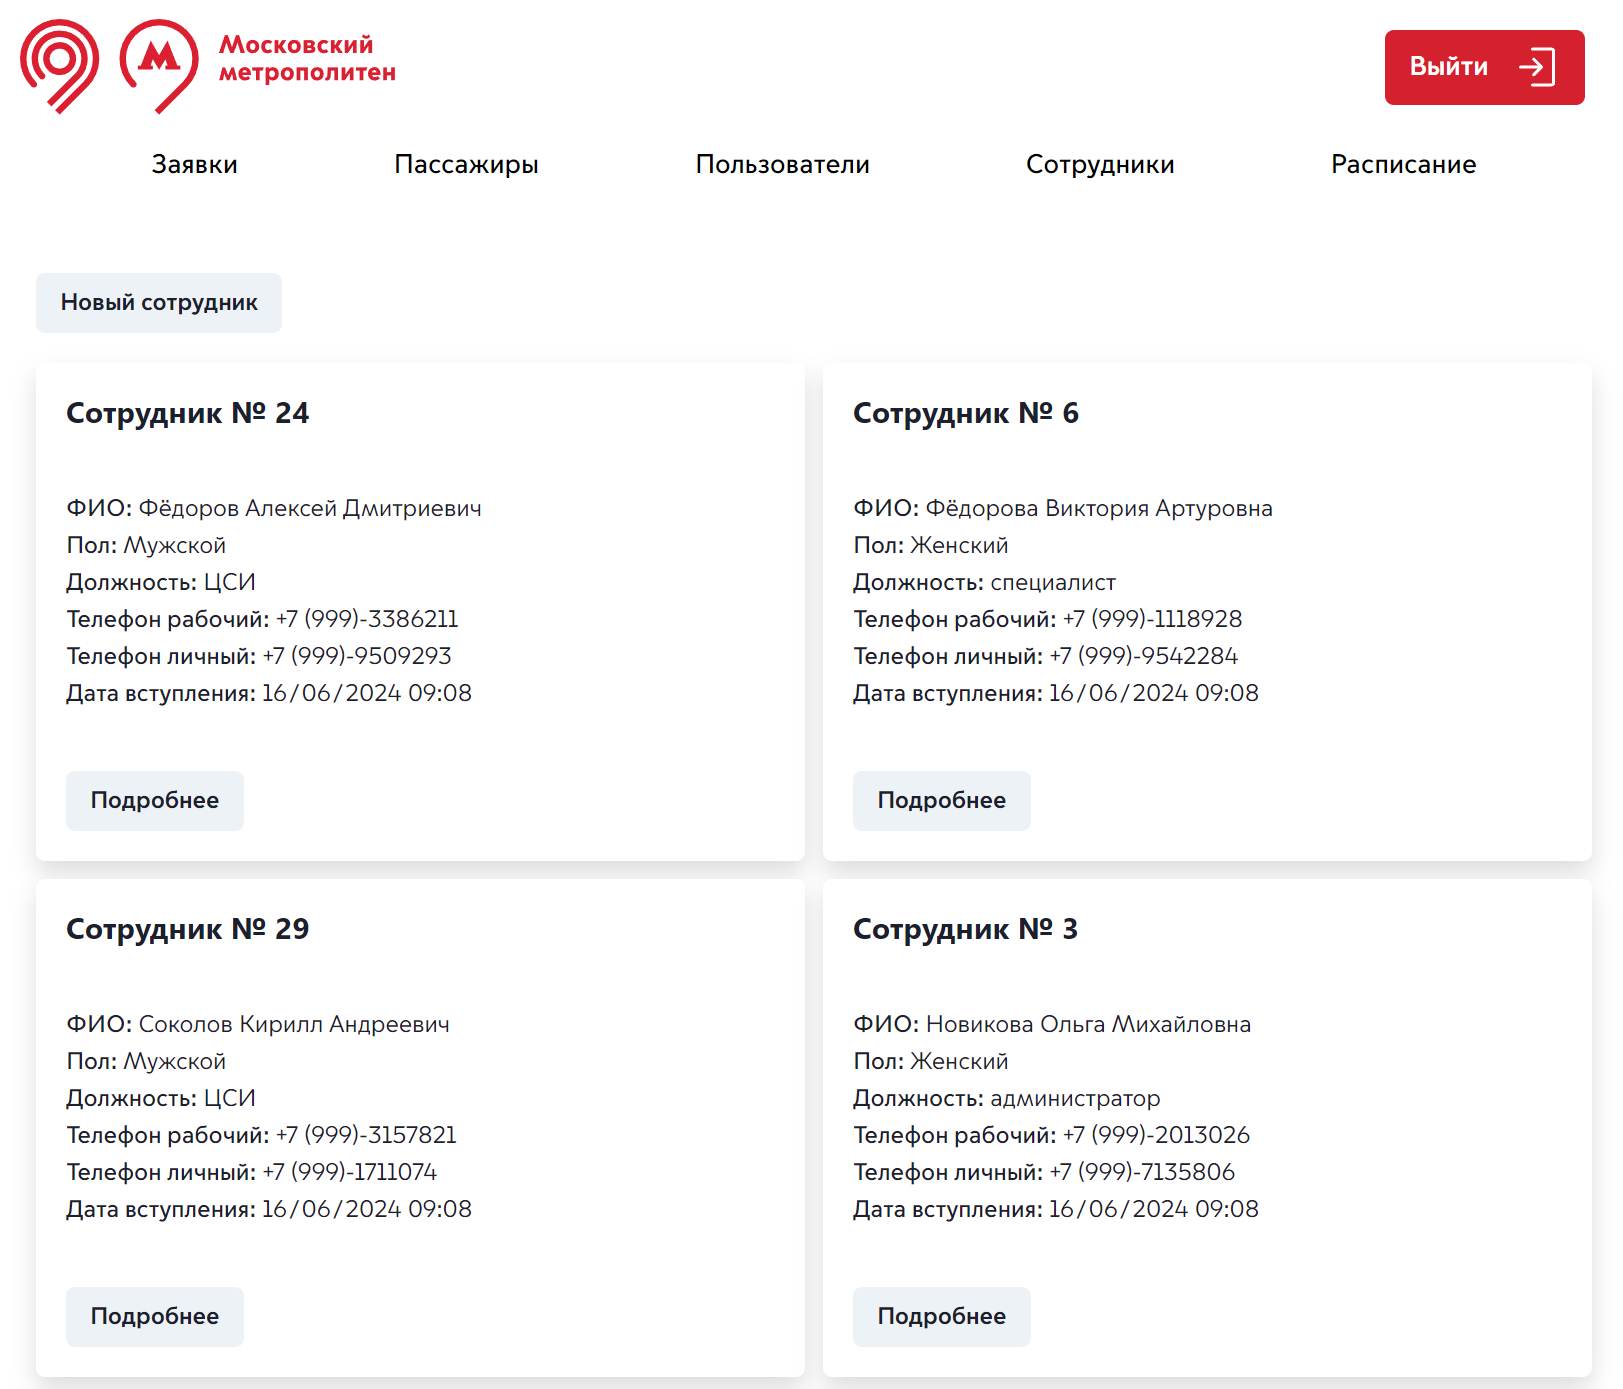 Московский
метрополитен
Выйти
Заявки Пассажиры Пользователи Сотрудники Расписание
Новый сотрудник
Сотрудник № 24
ФИО: Фёдоров Алексей Дмитриевич
Пол: Мужской
Должность: ЦСИ
Телефон рабочий: +7 (999)-3386211
Телефон личный: +7 (999)-9509293
Дата вступления: 16/06/2024 09:08
Подробнее
Сотрудник № 6
ФИО: Фёдорова Виктория Артуровна
Пол: Женский
Должность: специалист
Телефон рабочий: +7 (999)-1118928
Телефон личный: +7 (999)-9542284
Дата вступления: 16/06/2024 09:08
Подробнее
Сотрудник № 29
ФИО: Соколов Кирилл Андреевич
Пол: Мужской
Должность: ЦСИ
Телефон рабочий: +7 (999)-3157821
Телефон личный: +7 (999)-1711074
Дата вступления: 16/06/2024 09:08
Подробнее
Сотрудник № 3
ФИО: Новикова Ольга Михайловна
Пол: Женский
Должность: администратор
Телефон рабочий: +7 (999)-2013026
Телефон личный: +7 (999)-7135806
Дата вступления: 16/06/2024 09:08
Подробнее